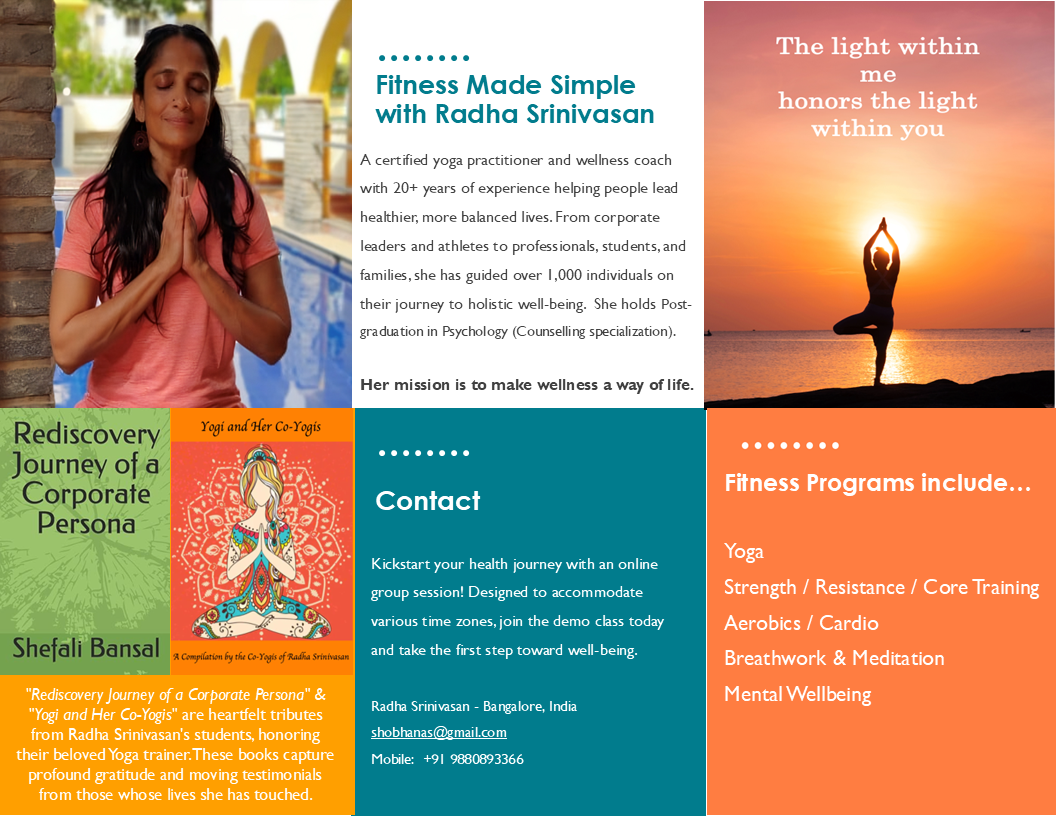 Fitness Made Simple
with Radha Srinivasan
A certified yoga practitioner and wellness coach
with 20+ years of experience helping people lead
healthier, more balanced lives. From corporate
leaders and athletes to professionals, students, and
families, she has guided over 1,000 individuals on
their journey to holistic well-being. She holds Post-
graduation in Psychology (Counselling specialization).
Her mission is to make wellness a way of life.
The light within
me
honors the light
within you
Rediscovery
Journey of a
Corporate
Persona
Shefali Bansal
Yogi and Her Co-Yogis
A Compilation by the Co-Yogis of Radha Srinivasan
"Rediscovery Journey of a Corporate Persona" &
"Yogi and Her Co-Yogis" are heartfelt tributes
from Radha Srinivasan's students, honoring
their beloved Yoga trainer. These books capture
profound gratitude and moving testimonials
from those whose lives she has touched.
Contact
Kickstart your health journey with an online
group session! Designed to accommodate
various time zones, join the demo class today
and take the first step toward well-being.
Radha Srinivasan - Bangalore, India
shobhanas@gmail.com
Mobile: +91 9880893366
Fitness Programs include…
Yoga
Strength / Resistance / Core Training
Aerobics / Cardio
Breathwork & Meditation
Mental Wellbeing